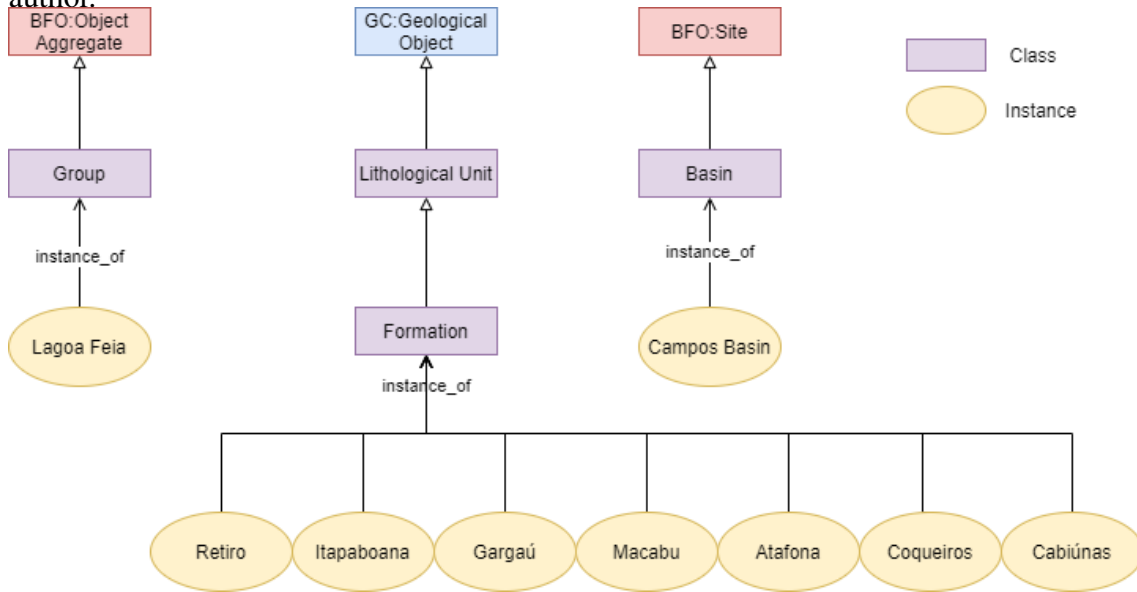 author.
BFO:Object
Aggregate
GC:Geological
Object
BFO:Site
Class
Instance
Group
Lithological Unit
Basin
instance_of
instance_of
Lagoa Feia
Formation
Campos Basin
instance_of
Retiro
Itapaboana
Gargaú
Macabu
Atafona
Coqueiros
Cabiúnas